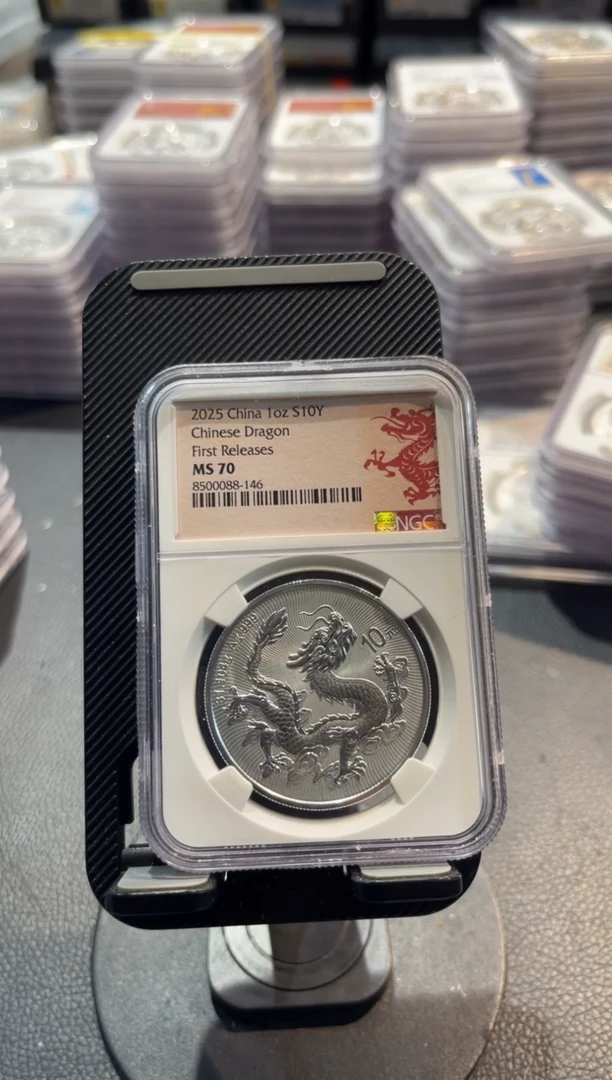 2025 China 1oz S10Y
Chinese Dragon
First Releases
MS 70
8500088-146
NGC
10元